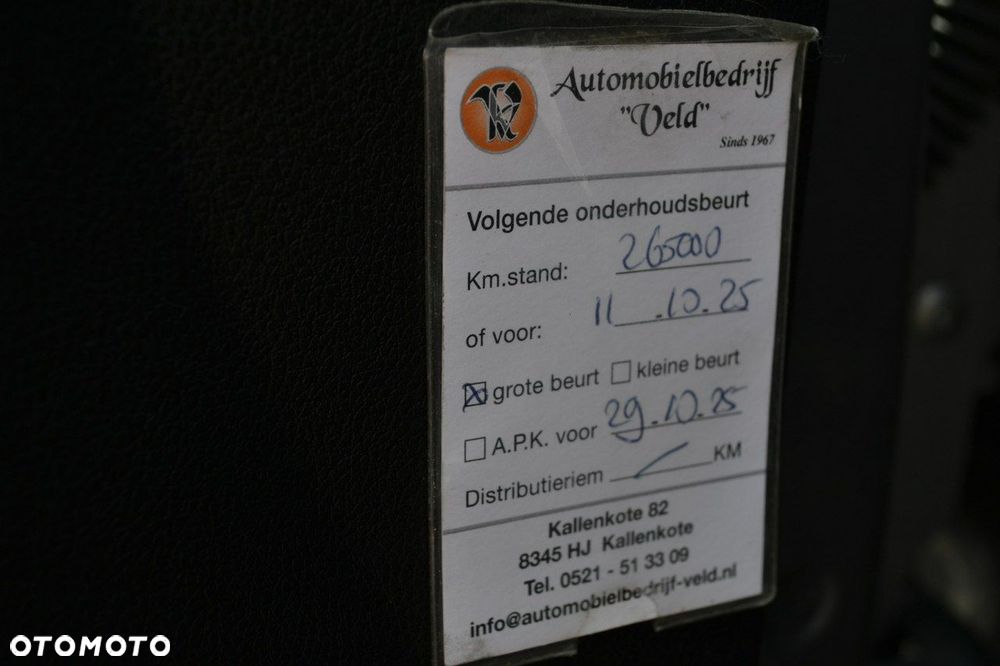 Automobielbedrijf
"Veld"
Sinds 1967
Volgende onderhoudsbeurt
Km.stand: 265000
of voor: 11.10.25
grote beurt kleine beurt
A.P.K. voor 29.10.25
Distributieriem KM
Kallenkote 82
8345 HJ Kallenkote
Tel. 0521 - 51 33 09
info@automobielbedrijf-veld.nl
OTOMOTO